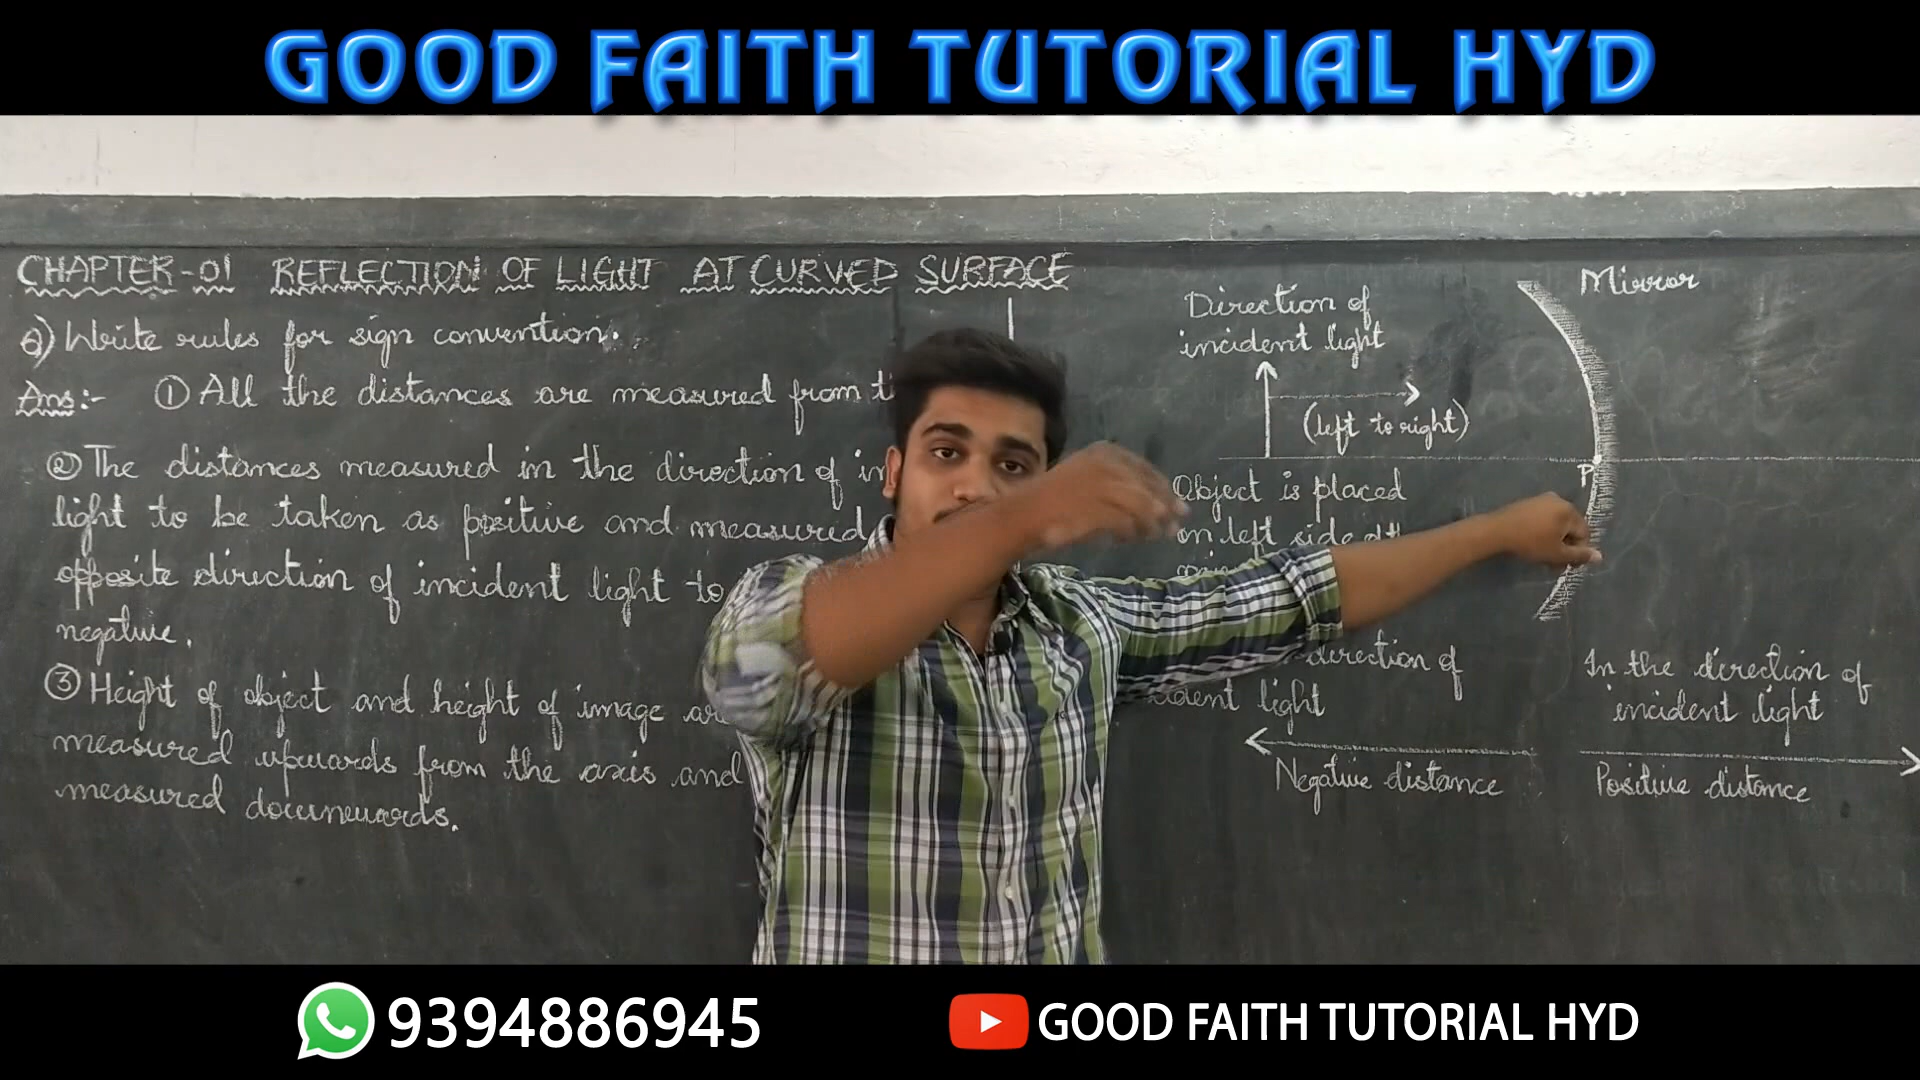 GOOD FAITH TUTORIAL HYD
CHAPTER-01 REFLECTION OF LIGHT AT CURVED SURFACE
Q) Write rules for sign convention.
Ans:- ① All the distances are measured from
② The distances measured in the direction of
light to be taken as positive and measured
opposite direction of incident light to
negative.
③ Height of object and height of image
measured upwards from the axis and
measured downwards.
Mirror
Direction of
incident light
(left to right)
P
Object is placed
on left side
direction of
light
Negative distance
In the direction of
incident light
Positive distance
9394886945
GOOD FAITH TUTORIAL HYD